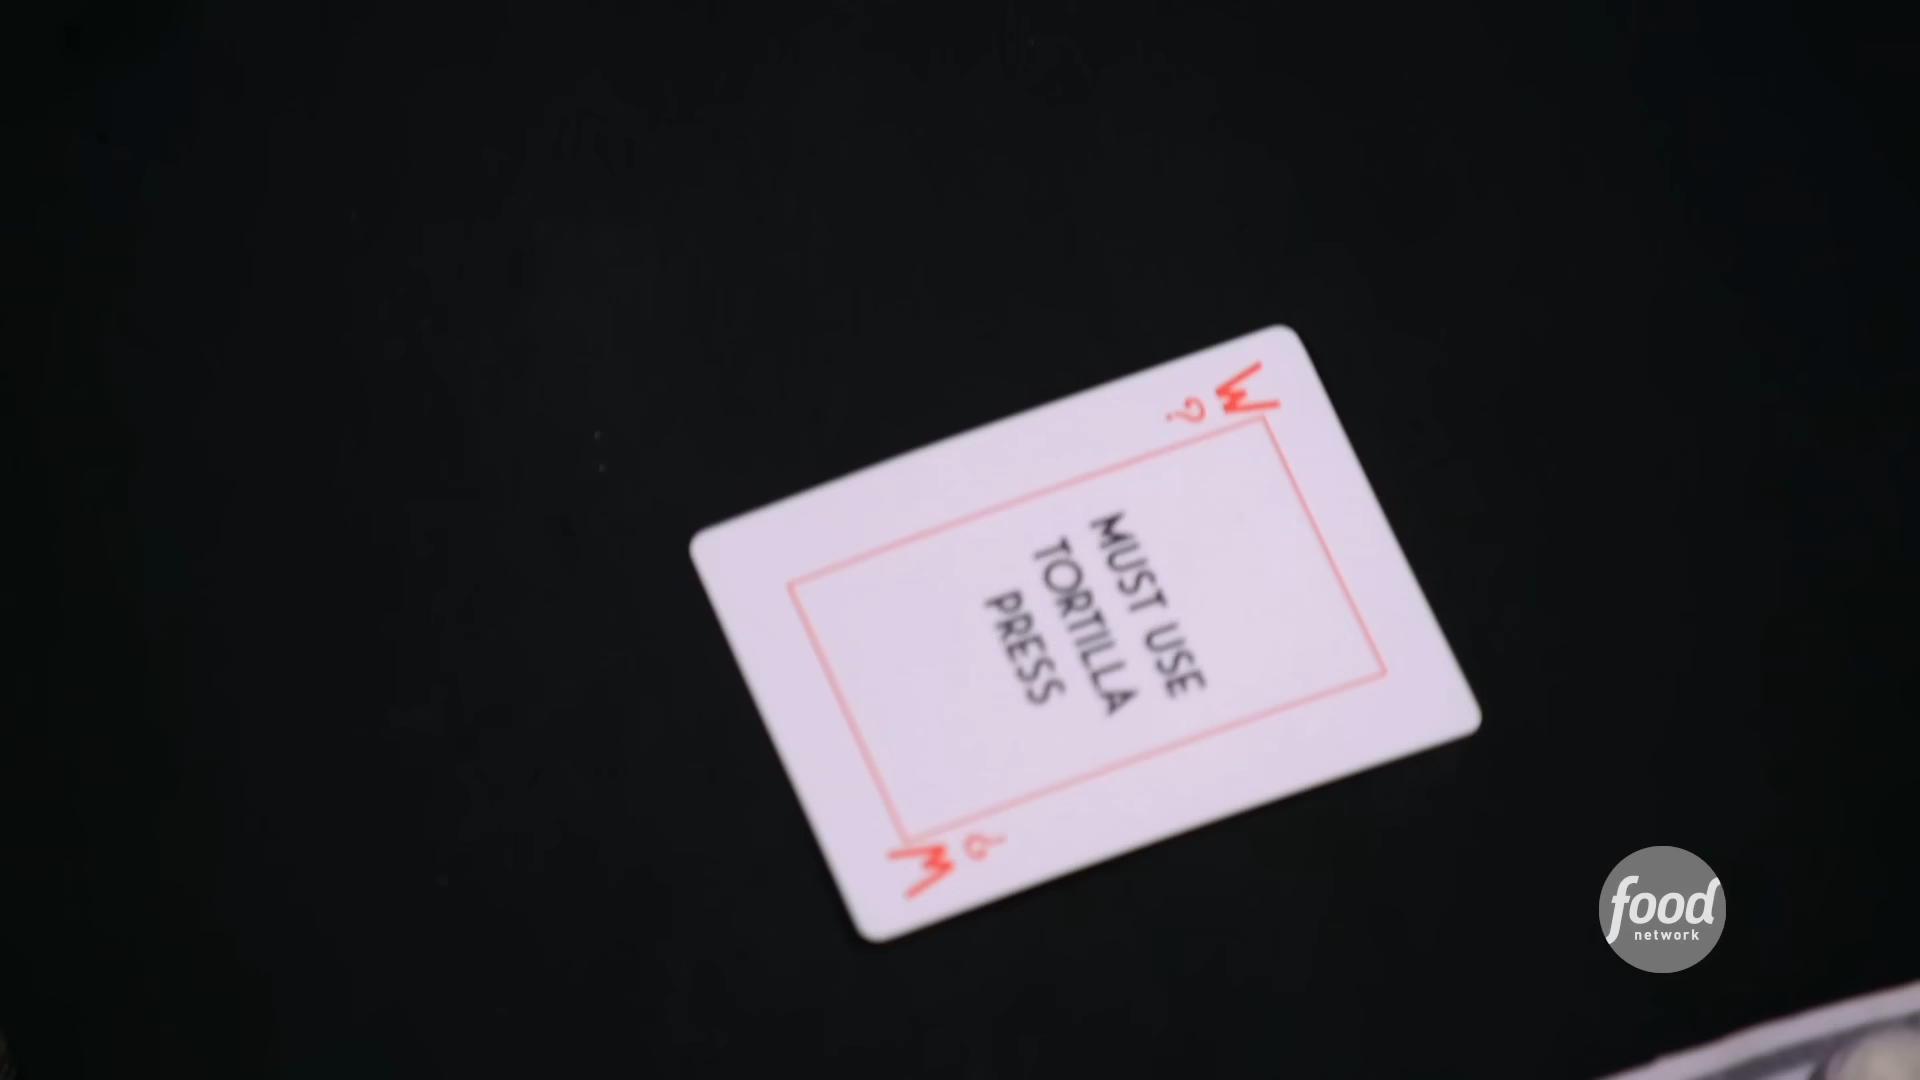 W
?
MUST USE
TORTILLA
PRESS
?
W
food
network